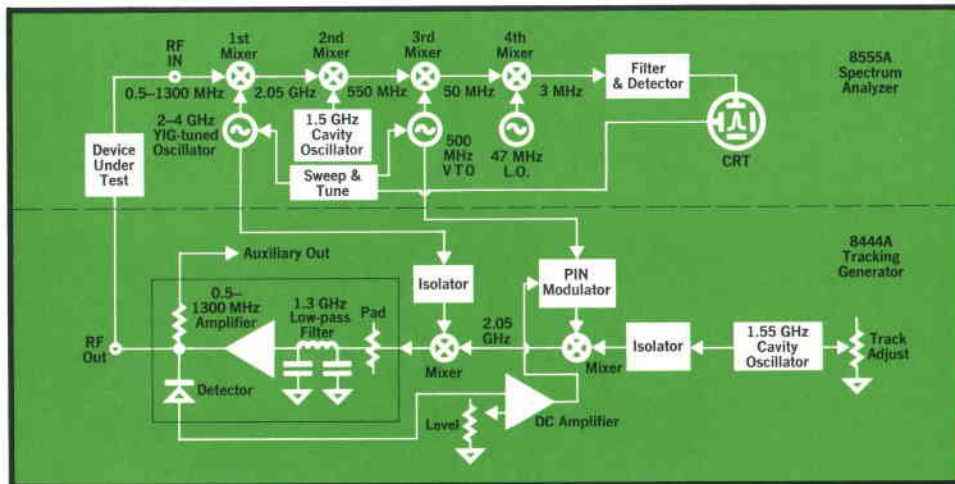 RF
IN
1st
Mixer
2nd
Mixer
3rd
Mixer
4th
Mixer
Filter
& Detector
8555A
Spectrum
Analyzer
0.5–1300 MHz
2.05 GHz
550 MHz
50 MHz
3 MHz
2–4 GHz
YIG-tuned
Oscillator
1.5 GHz
Cavity
Oscillator
500
MHz
VTO
47 MHz
L.O.
CRT
Device
Under
Test
Sweep &
Tune
Auxiliary Out
8444A
Tracking
Generator
Isolator
PIN
Modulator
0.5–
1300 MHz
Amplifier
1.3 GHz
Low-pass
Filter
Pad
2.05
GHz
RF
Out
Mixer
Mixer
Isolator
1.55 GHz
Cavity
Oscillator
Track
Adjust
Detector
Level
DC Amplifier